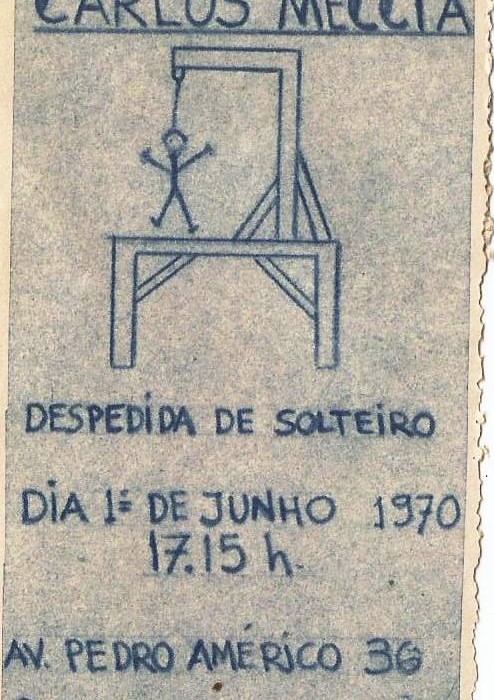 CARLOS MECCIA
DESPEDIDA DE SOLTEIRO
DIA 1º DE JUNHO 1970
17.15 h.
AV. PEDRO AMÉRICO 36